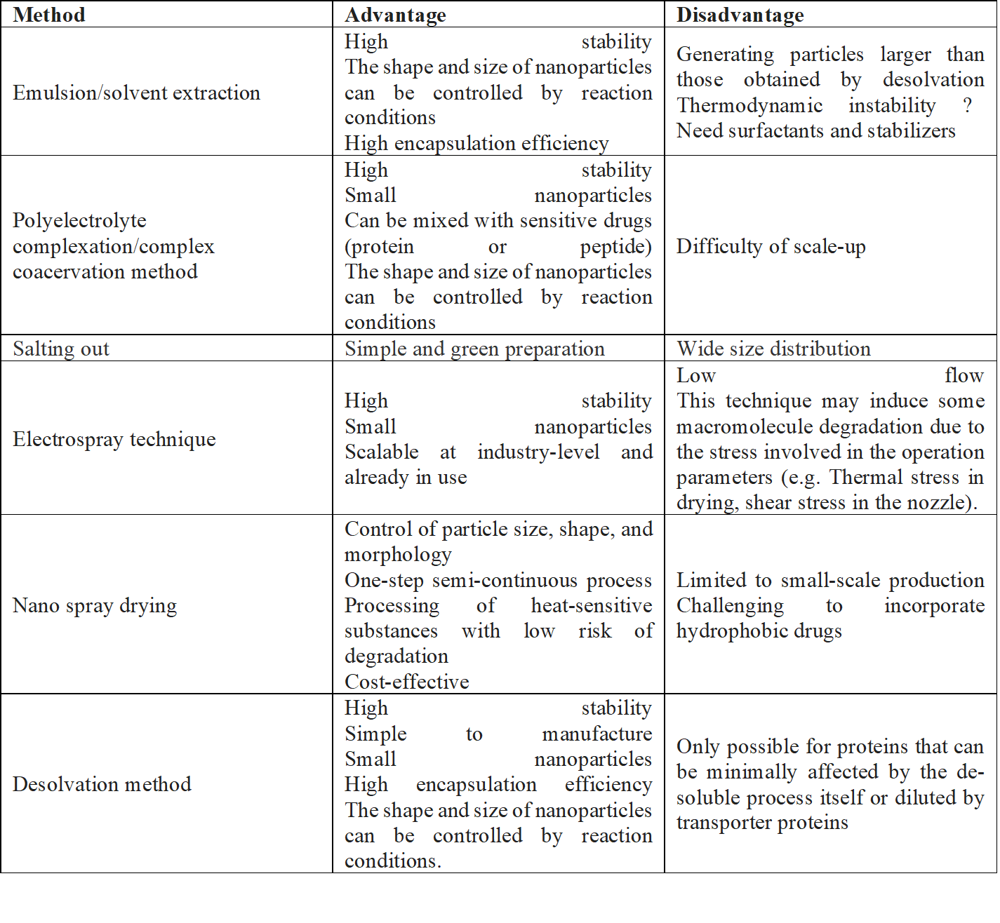 Method
Advantage
Disadvantage
Emulsion/solvent extraction
High stability
The shape and size of nanoparticles
can be controlled by reaction
conditions
High encapsulation efficiency
Generating particles larger than
those obtained by desolvation
Thermodynamic instability ?
Need surfactants and stabilizers
Polyelectrolyte
complexation/complex
coacervation method
High stability
Small nanoparticles
Can be mixed with sensitive drugs
(protein or peptide)
The shape and size of nanoparticles
can be controlled by reaction
conditions
Difficulty of scale-up
Salting out
Simple and green preparation
Wide size distribution
Electrospray technique
High stability
Small nanoparticles
Scalable at industry-level and
already in use
Low flow
This technique may induce some
macromolecule degradation due to
the stress involved in the operation
parameters (e.g. Thermal stress in
drying, shear stress in the nozzle).
Nano spray drying
Control of particle size, shape, and
morphology
One-step semi-continuous process
Processing of heat-sensitive
substances with low risk of
degradation
Cost-effective
Limited to small-scale production
Challenging to incorporate
hydrophobic drugs
Desolvation method
High stability
Simple to manufacture
Small nanoparticles
High encapsulation efficiency
The shape and size of nanoparticles
can be controlled by reaction
conditions.
Only possible for proteins that can
be minimally affected by the de-
soluble process itself or diluted by
transporter proteins